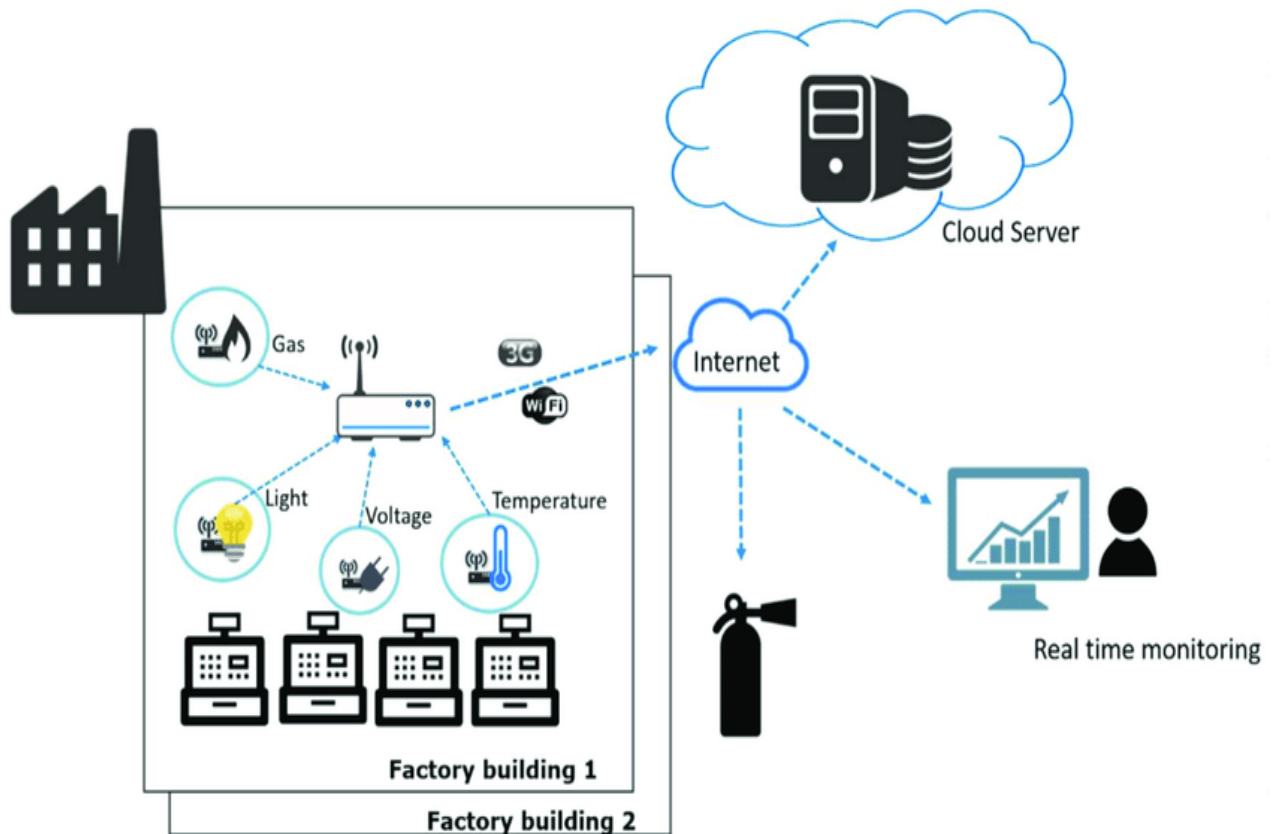 Cloud Server
Gas
3G
Internet
WiFi
Light
Voltage
Temperature
Real time monitoring
Factory building 1
Factory building 2